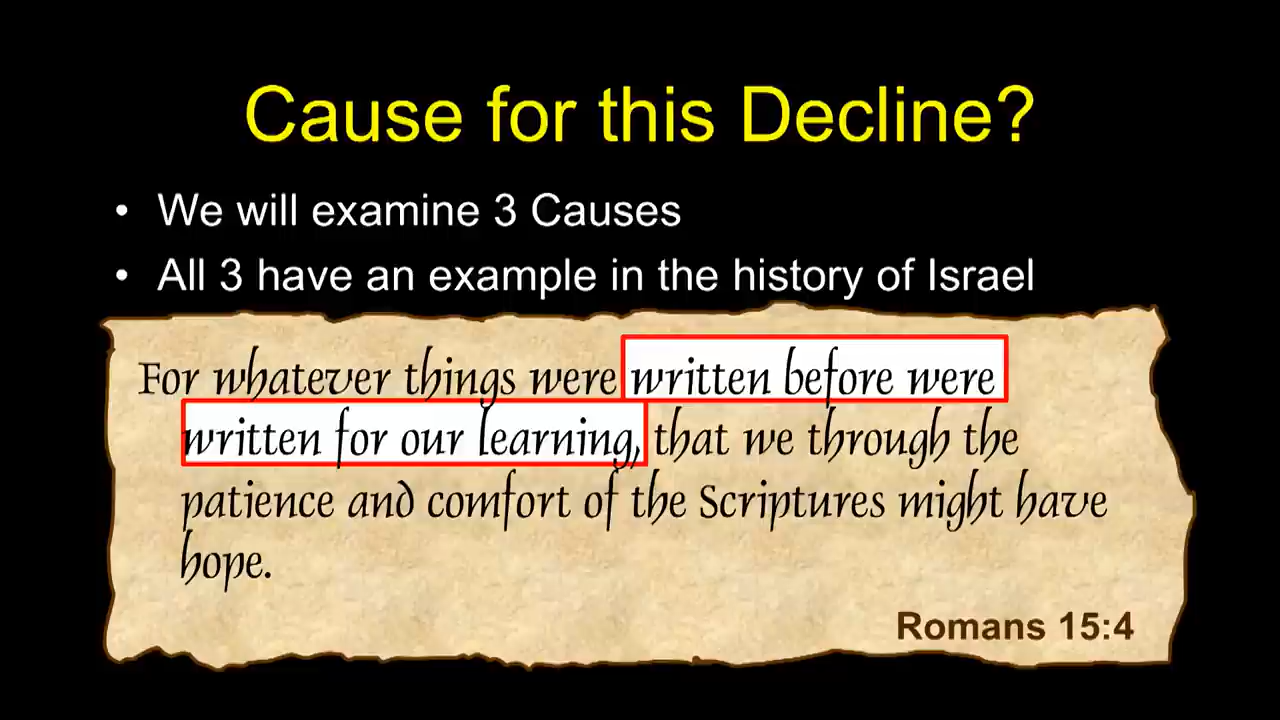 Cause for this Decline?
• We will examine 3 Causes
• All 3 have an example in the history of Israel
For whatever things were written before were
written for our learning, that we through the
patience and comfort of the Scriptures might have
hope.
Romans 15:4